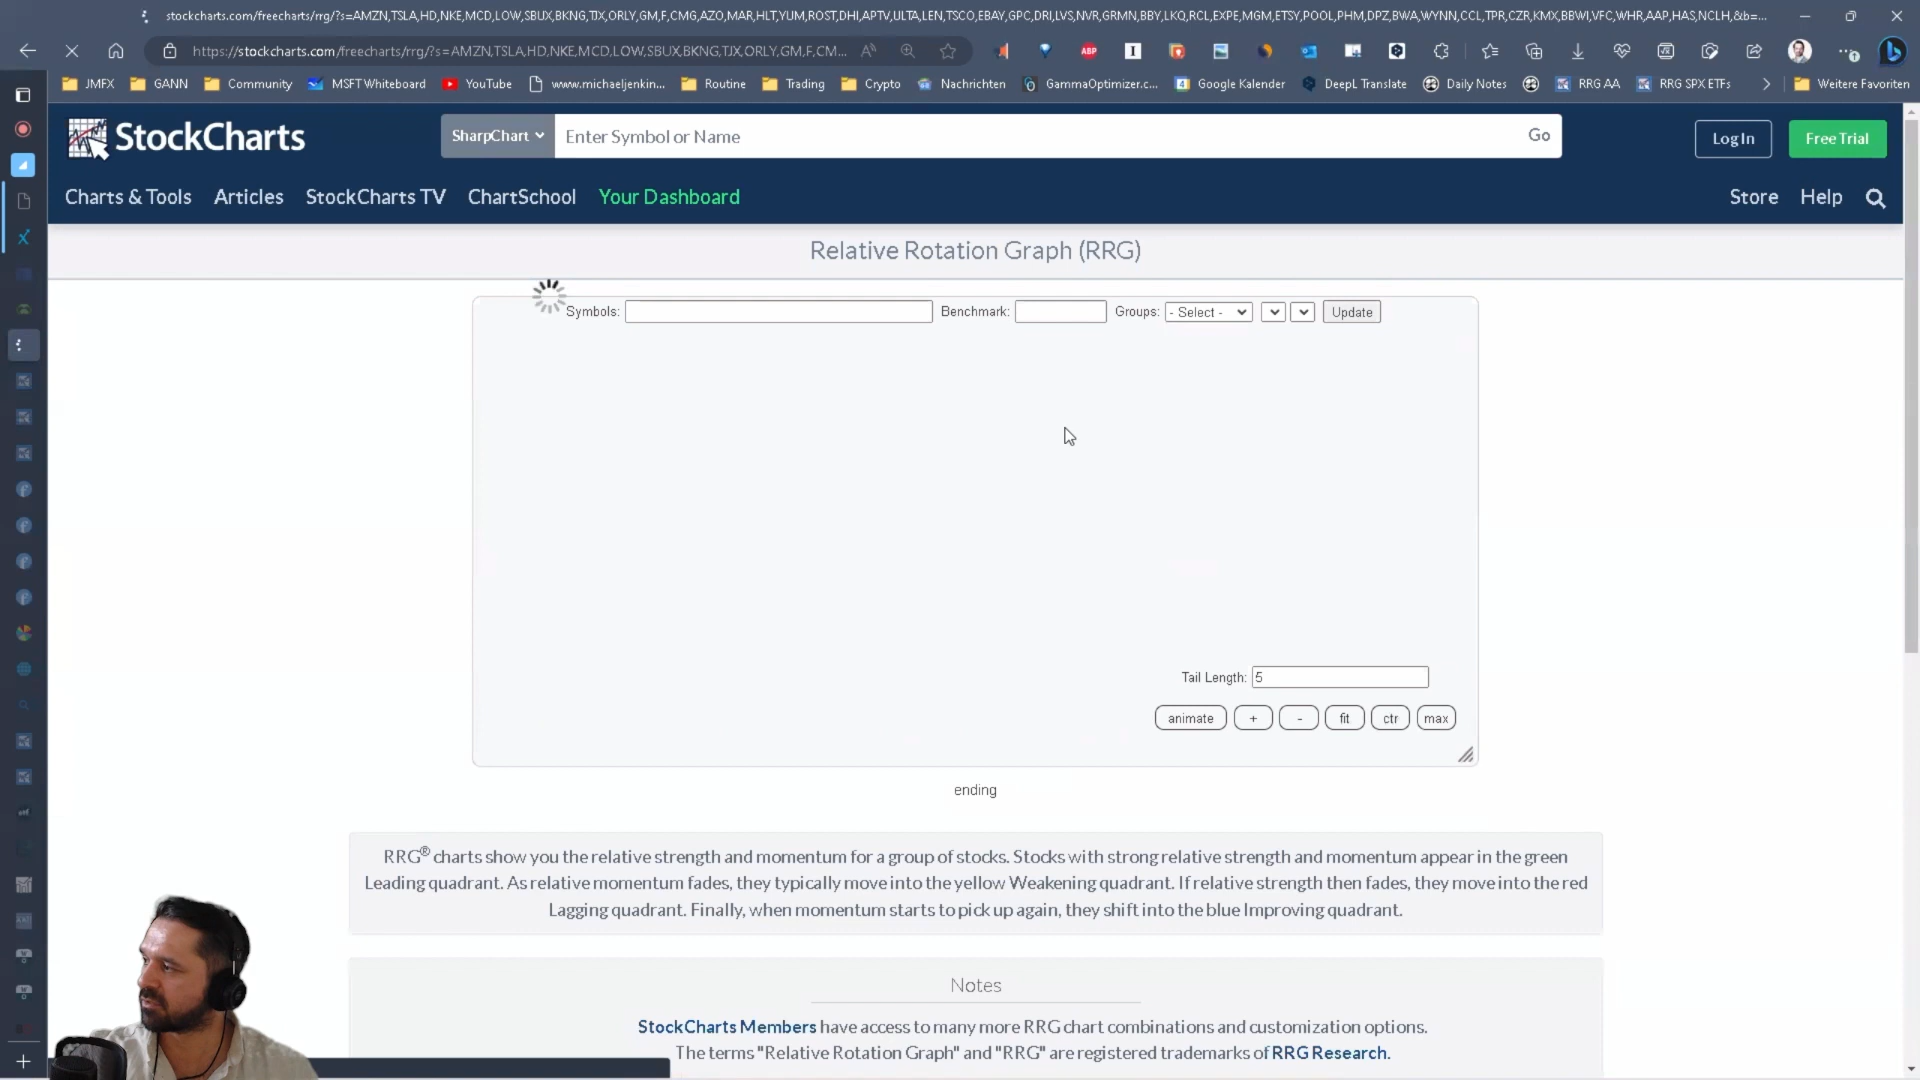 stockcharts.com/freecharts/rrg/?s=AMZN,TSLA,HD,NKE,MCD,LOW,SBUX,BKNG,TJX,ORLY,GM,F,CMG,AZO,MAR,HLT,YUM,ROST,DHI,APTV,ULTA,LEN,TSCO,EBAY,GPC,DRI,LVS,NVR,GRMN,BBY,LKQ,RCL,EXPE,MGM,ETSY,POOL,PHM,DPZ,BWA,WYNN,CCL,TPR,CZR,KMX,BBWI,VFC,WHR,AAP,HAS,NCLH,&b=...
https://stockcharts.com/freecharts/rrg/?s=AMZN,TSLA,HD,NKE,MCD,LOW,SBUX,BKNG,TJX,ORLY,GM,F,CM...
ABP
JMFX GANN Community MSFT Whiteboard YouTube www.michaeljenkin... Routine Trading Crypto Nachrichten GammaOptimizer.c... Google Kalender DeepL Translate Daily Notes RRG AA RRG SPX ETFs Weitere Favoriten
StockCharts
SharpChart Enter Symbol or Name Go
Log In Free Trial
Charts & Tools Articles StockCharts TV ChartSchool Your Dashboard Store Help
Relative Rotation Graph (RRG)
Symbols: Benchmark: Groups: - Select - Update
Tail Length: 5
animate + - fit ctr max
ending
RRG® charts show you the relative strength and momentum for a group of stocks. Stocks with strong relative strength and momentum appear in the green
Leading quadrant. As relative momentum fades, they typically move into the yellow Weakening quadrant. If relative strength then fades, they move into the red
Lagging quadrant. Finally, when momentum starts to pick up again, they shift into the blue Improving quadrant.
Notes
StockCharts Members have access to many more RRG chart combinations and customization options.
The terms "Relative Rotation Graph" and "RRG" are registered trademarks of RRG Research.